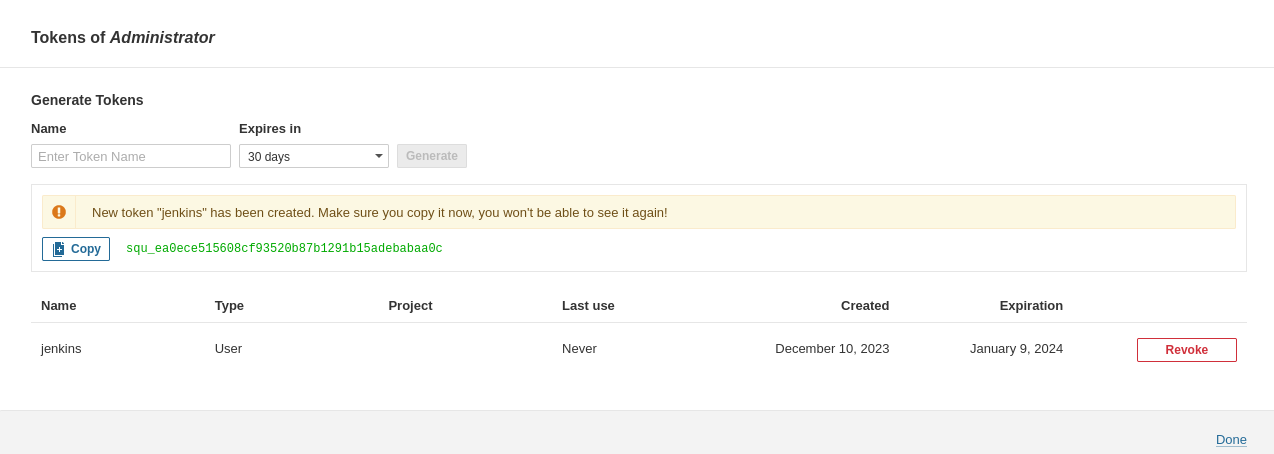 Tokens of Administrator
Generate Tokens
Name Expires in
Enter Token Name 30 days Generate
New token "jenkins" has been created. Make sure you copy it now, you won't be able to see it again!
Copy squ_ea0ece515608cf93520b87b1291b15adebabaa0c
Name Type Project Last use Created Expiration
jenkins User Never December 10, 2023 January 9, 2024 Revoke
Done